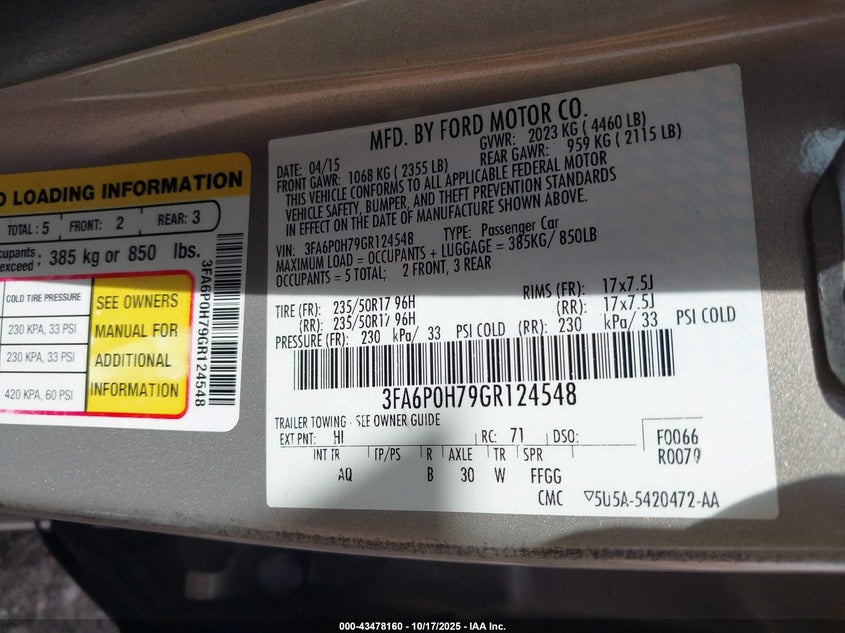 D LOADING INFORMATION
TOTAL: 5 FRONT: 2 REAR: 3
cupants: 385 kg or 850 lbs.
exceed:
COLD TIRE PRESSURE
230 KPA, 33 PSI
230 KPA, 33 PSI
420 KPA, 60 PSI
SEE OWNERS
MANUAL FOR
ADDITIONAL
INFORMATION
3FA6P0H79GR124548
MFD. BY FORD MOTOR CO.
DATE: 04/15 GVWR: 2023 KG ( 4460 LB)
FRONT GAWR: 1068 KG ( 2355 LB) REAR GAWR: 959 KG ( 2115 LB)
THIS VEHICLE CONFORMS TO ALL APPLICABLE FEDERAL MOTOR
VEHICLE SAFETY, BUMPER, AND THEFT PREVENTION STANDARDS
IN EFFECT ON THE DATE OF MANUFACTURE SHOWN ABOVE.
VIN: 3FA6P0H79GR124548 TYPE: Passenger Car
MAXIMUM LOAD = OCCUPANTS + LUGGAGE = 385KG/ 850LB
OCCUPANTS = 5 TOTAL; 2 FRONT, 3 REAR
TIRE (FR): 235/50R17 96H RIMS (FR): 17x7.5J
(RR): 235/50R17 96H (RR): 17x7.5J
PRESSURE (FR): 230 kPa/ 33 PSI COLD (RR): 230 kPa/ 33 PSI COLD
3FA6P0H79GR124548
TRAILER TOWING - SEE OWNER GUIDE
EXT PNT: HI RC: 71 DSO: F0066
R0079
INT TR TP/PS R AXLE TR SPR
AQ B 30 W FFGG
CMC ▽5U5A-5420472-AA
000-43478160 - 10/17/2025 - IAA Inc.